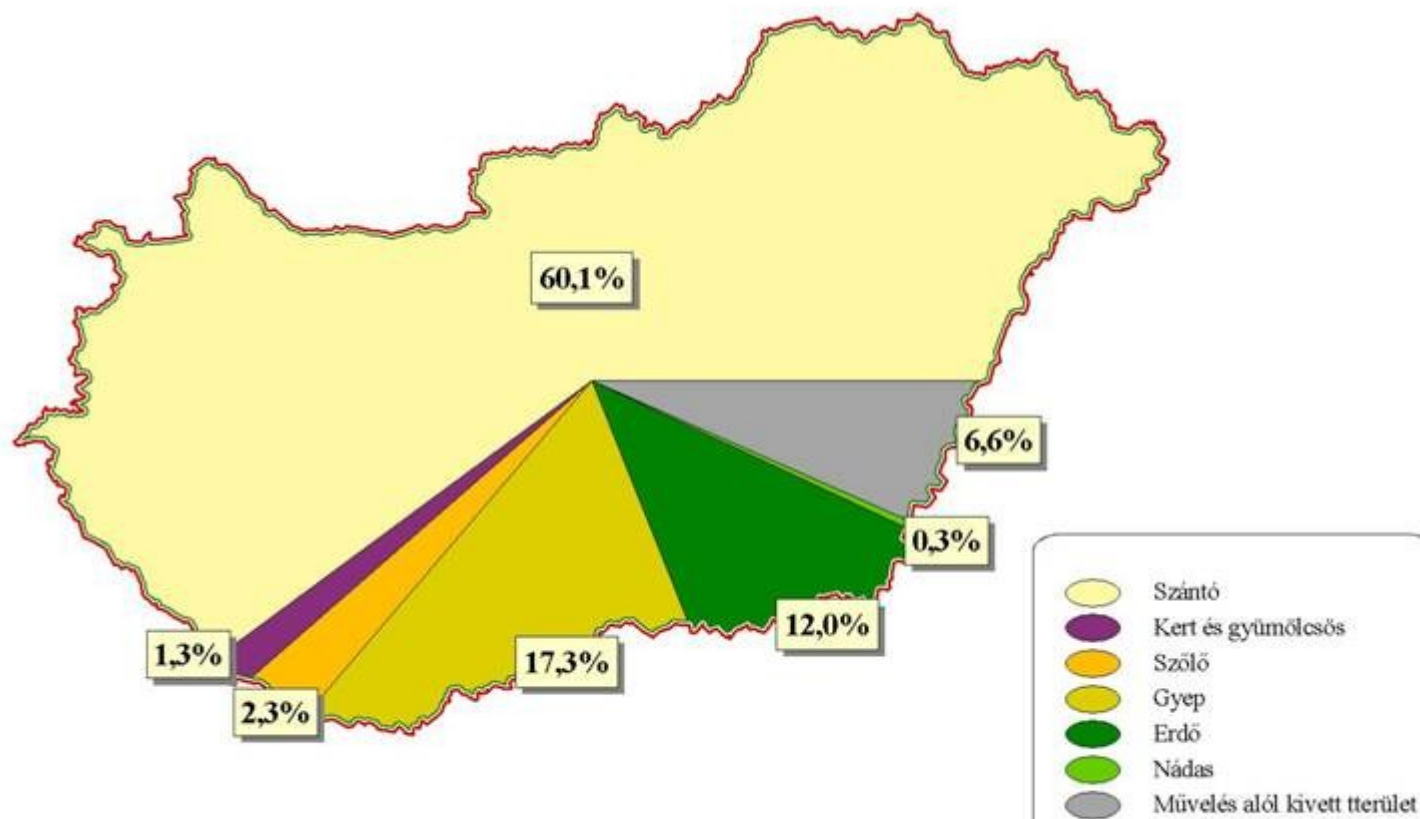 60,1%
6,6%
0,3%
12,0%
17,3%
1,3%
2,3%
Szántó
Kert és gyümölcsös
Szőlő
Gyep
Erdő
Nádas
Művelés alól kivett tterület